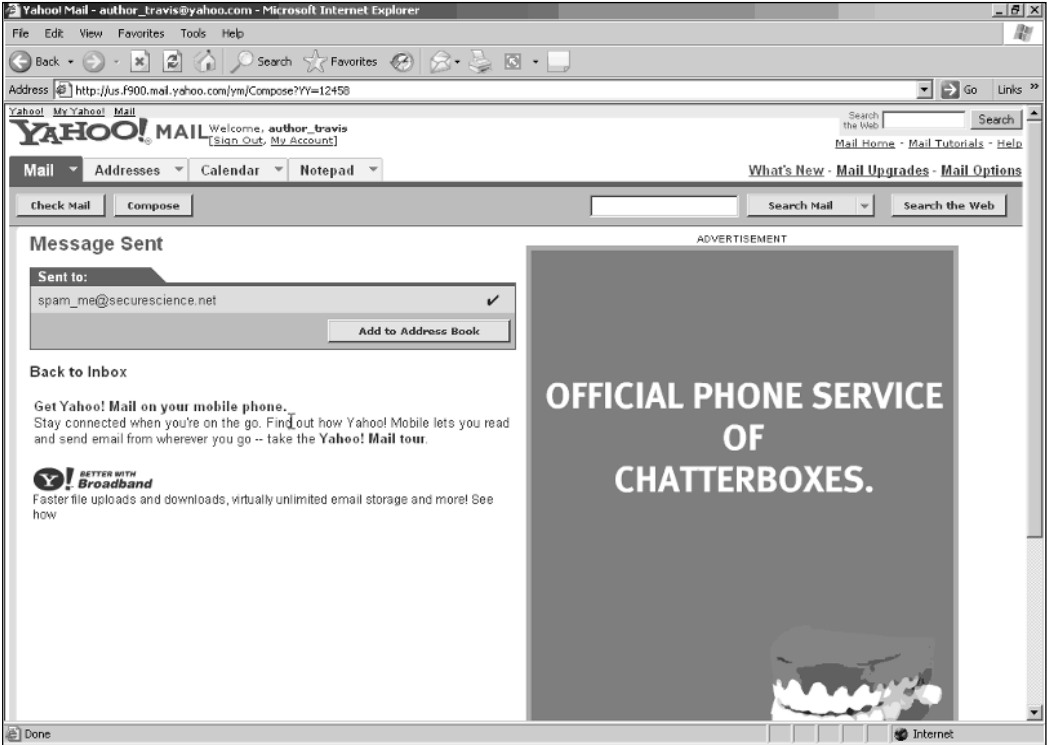 Yahoo! Mail - author_travis@yahoo.com - Microsoft Internet Explorer
File Edit View Favorites Tools Help
Back Search Favorites
Address http://us.f900.mail.yahoo.com/ym/Compose?YY=12458 Go Links »
Yahoo! My Yahoo! Mail
YAHOO! MAIL Welcome, author_travis
[Sign Out, My Account]
Search the Web Search
Mail Home - Mail Tutorials - Help
Mail Addresses Calendar Notepad
What's New - Mail Upgrades - Mail Options
Check Mail Compose Search Mail Search the Web
Message Sent
Sent to:
spam_me@securescience.net ✔
Add to Address Book
Back to Inbox
Get Yahoo! Mail on your mobile phone.
Stay connected when you're on the go. Find out how Yahoo! Mobile lets you read
and send email from wherever you go -- take the Yahoo! Mail tour.
Y! BETTER WITH
Broadband
Faster file uploads and downloads, virtually unlimited email storage and more! See
how
ADVERTISEMENT
OFFICIAL PHONE SERVICE
OF
CHATTERBOXES.
Done Internet